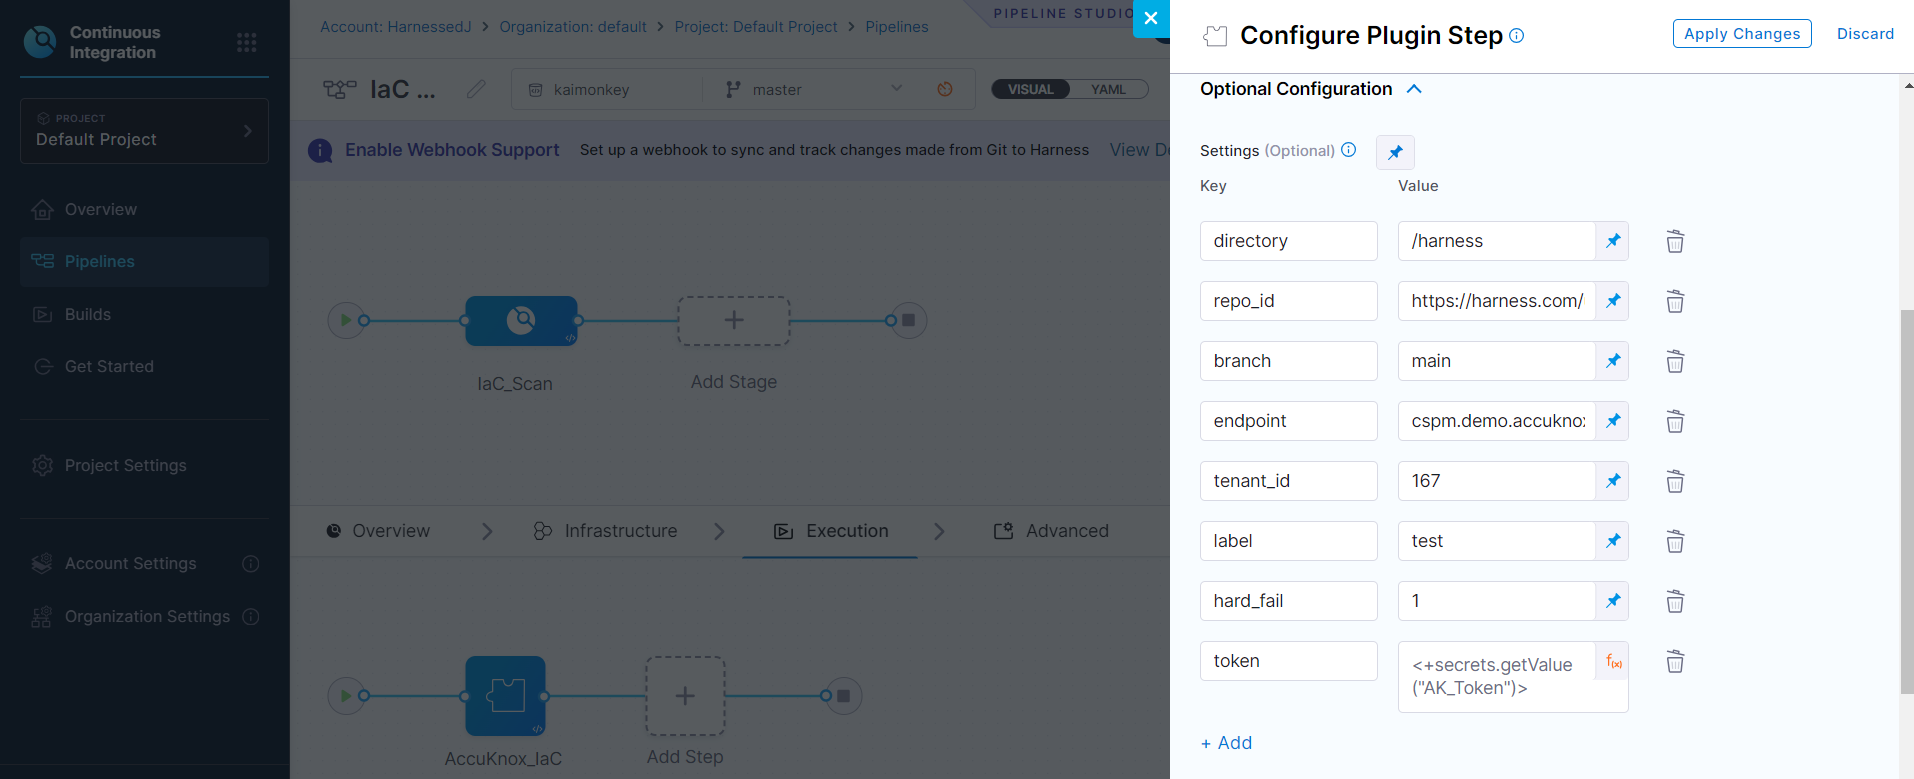 Continuous
Integration
PROJECT
Default Project
Overview
Pipelines
Builds
Get Started
Project Settings
Account Settings
Organization Settings
Account: HarnessedJ > Organization: default > Project: Default Project > Pipelines
PIPELINE STUDIO
IaC ...
kaimonkey
master
VISUAL
YAML
Enable Webhook Support
Set up a webhook to sync and track changes made from Git to Harness
View De
IaC_Scan
Add Stage
Overview
Infrastructure
Execution
Advanced
AccuKnox_IaC
Add Step
Configure Plugin Step
Apply Changes
Discard
Optional Configuration
Settings (Optional)
Key Value
directory /harness
repo_id https://harness.com/
branch main
endpoint cspm.demo.accuknox
tenant_id 167
label test
hard_fail 1
token <+secrets.getValue
("AK_Token")>
f(x)
+ Add